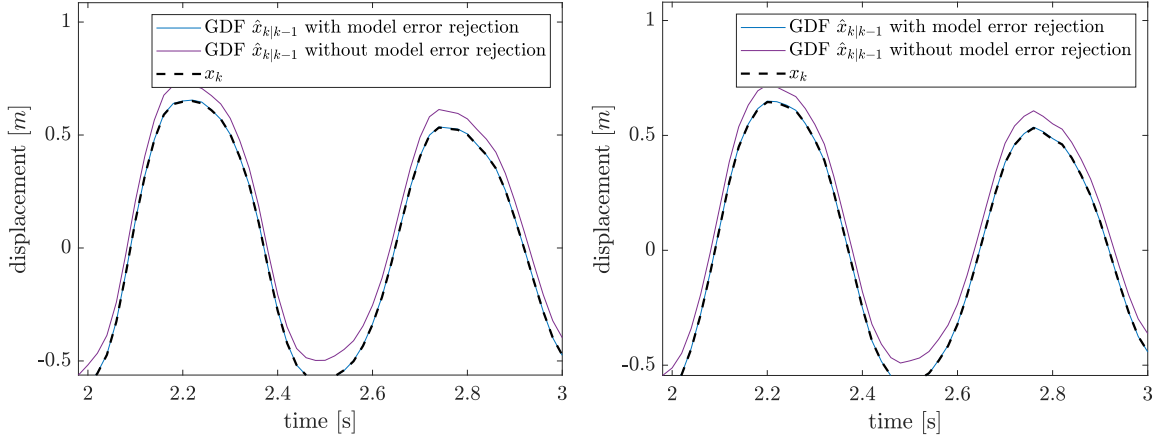 1
0.5
0
-0.5
displacement [m]
GDF x̂_{k|k−1} with model error rejection
GDF x̂_{k|k−1} without model error rejection
x_k
2 2.2 2.4 2.6 2.8 3
time [s]
1
0.5
0
-0.5
displacement [m]
GDF x̂_{k|k−1} with model error rejection
GDF x̂_{k|k−1} without model error rejection
x_k
2 2.2 2.4 2.6 2.8 3
time [s]